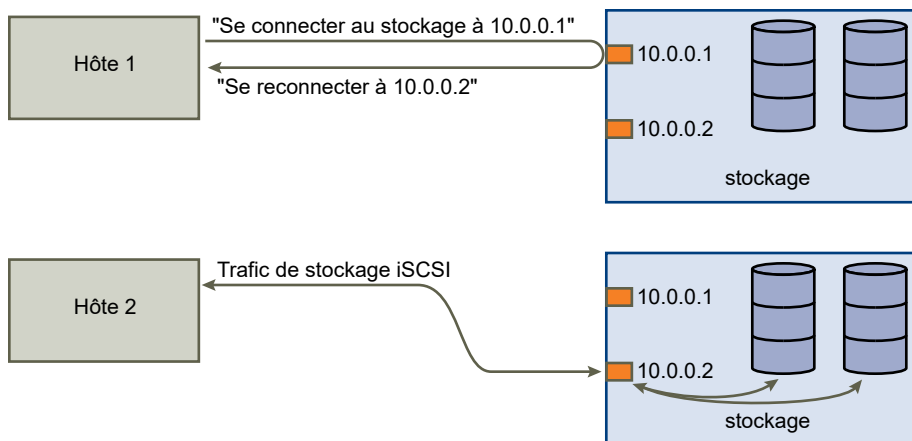 "Se connecter au stockage à 10.0.0.1"
Hôte 1
10.0.0.1
"Se reconnecter à 10.0.0.2"
10.0.0.2
stockage
Trafic de stockage iSCSI
Hôte 2
10.0.0.1
10.0.0.2
stockage